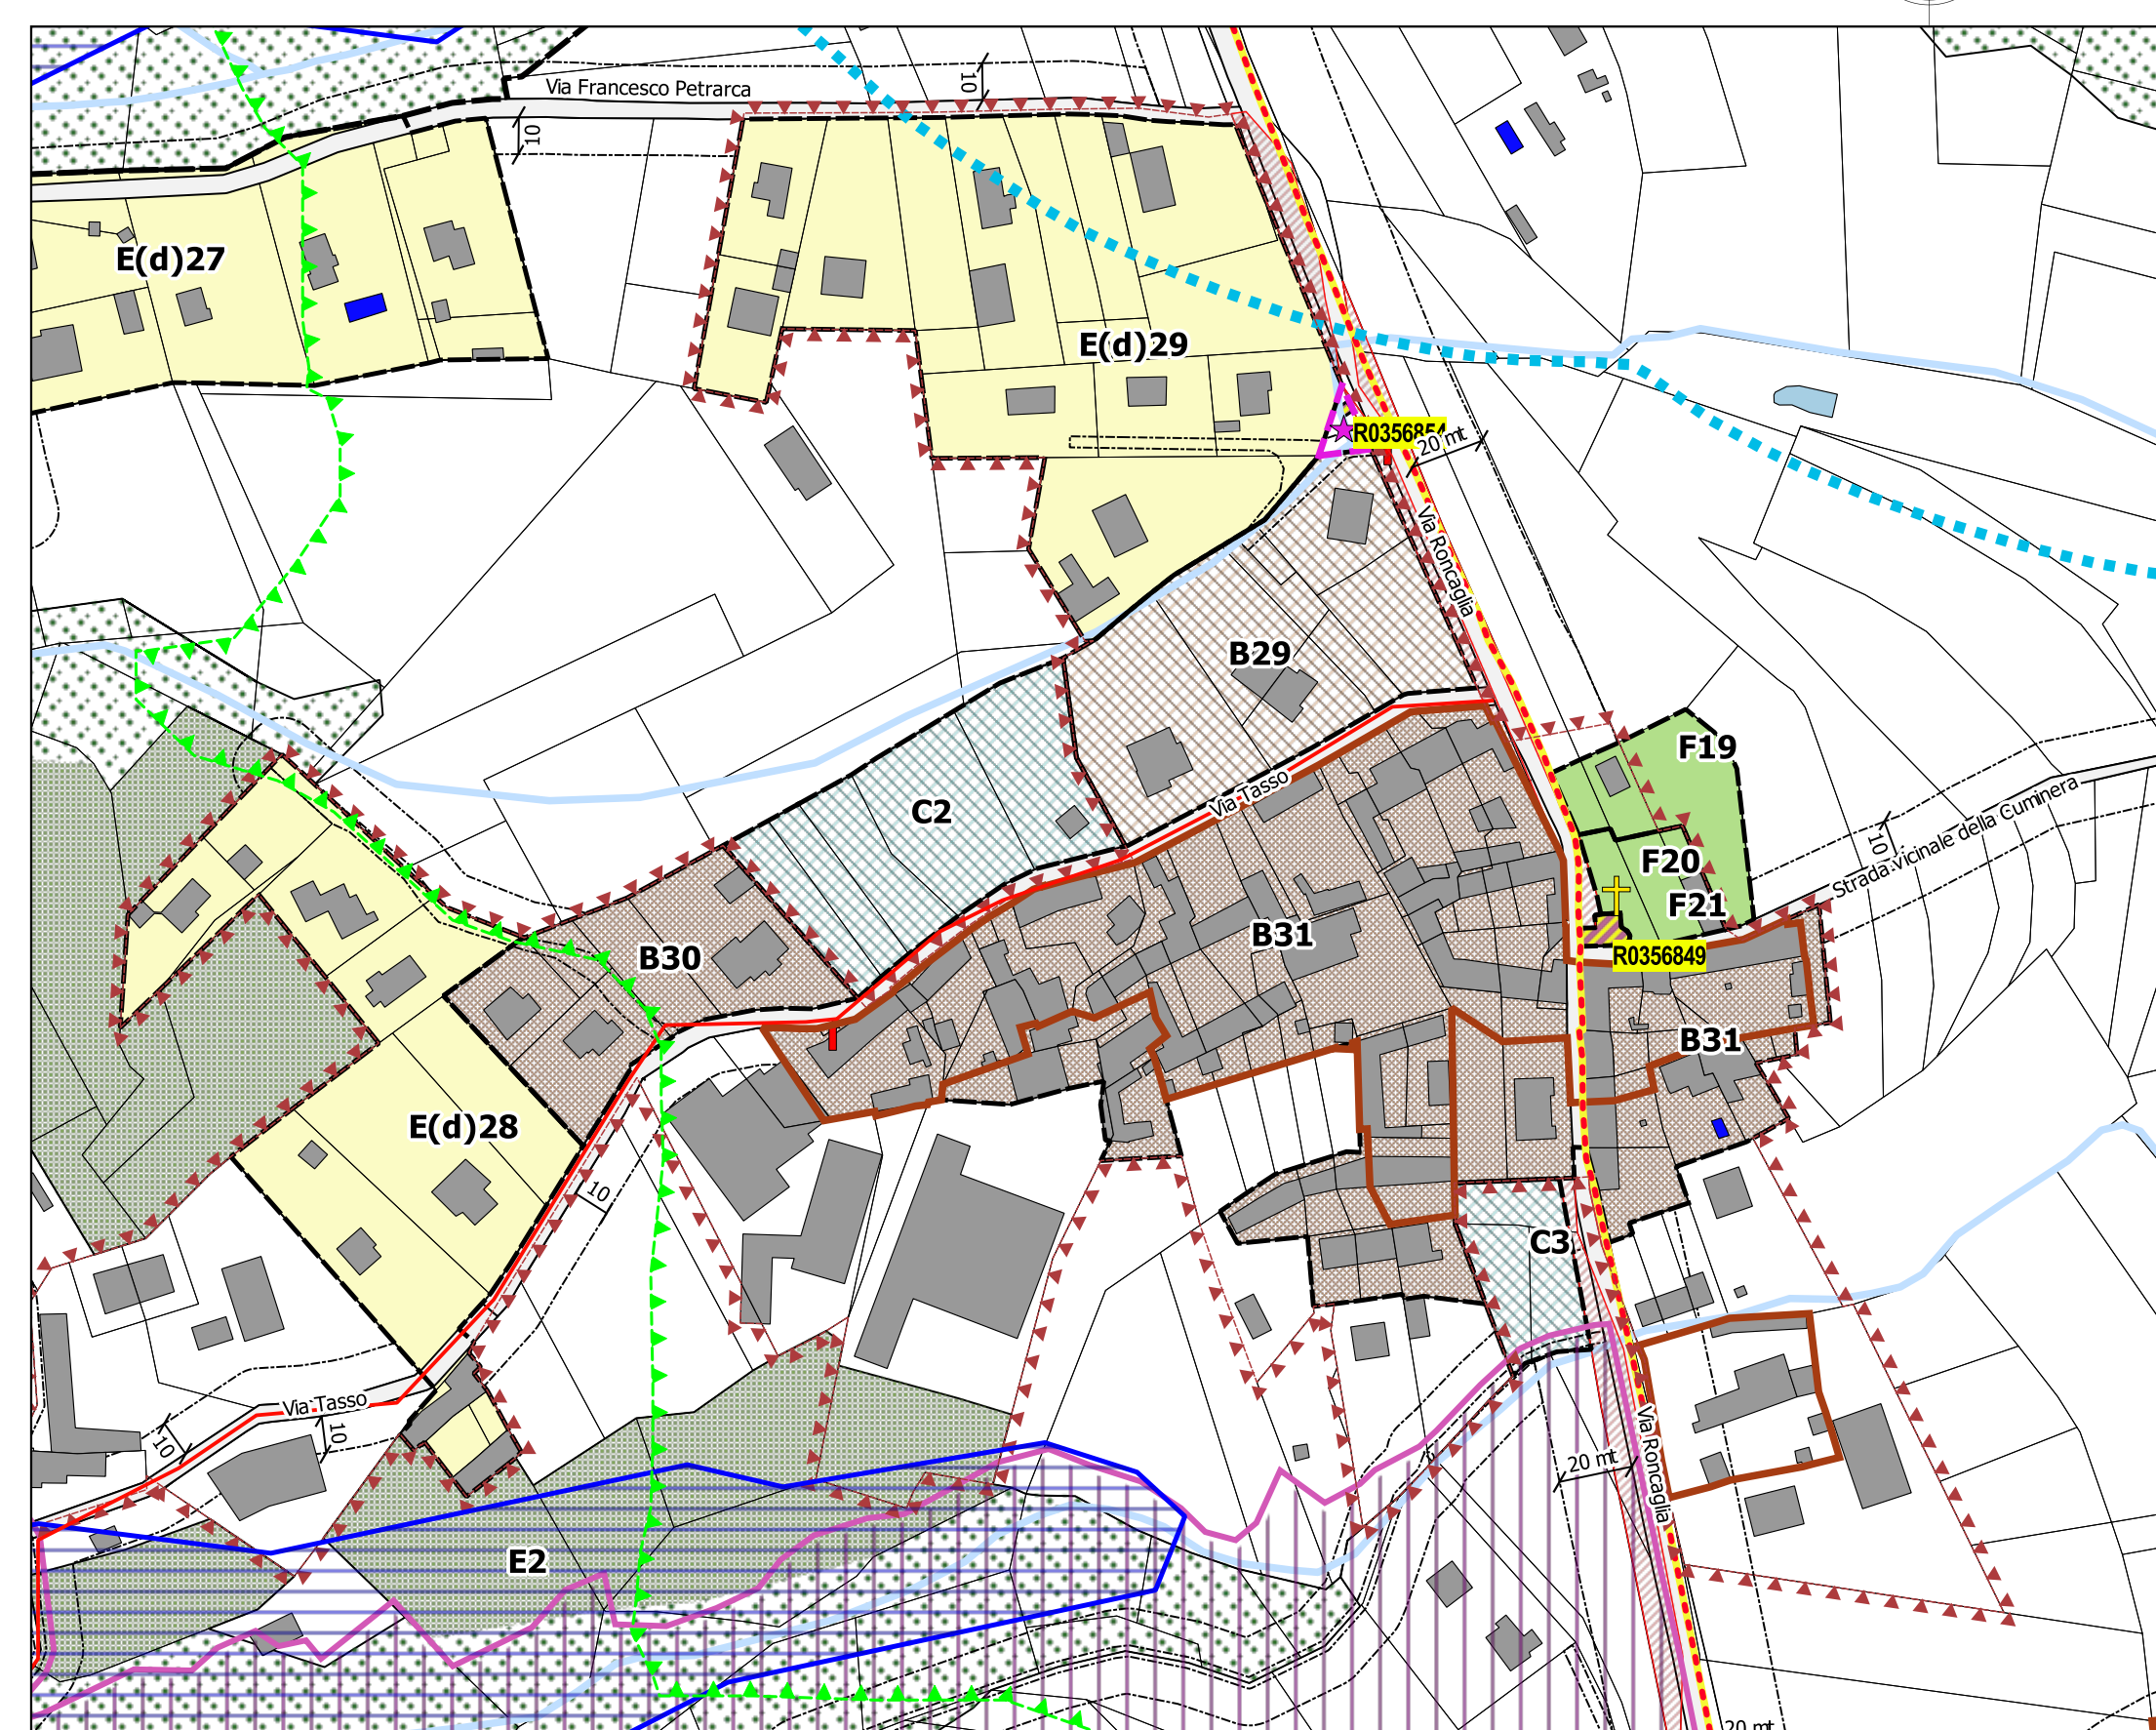 Via Francesco Petrarca
10
10
E(d)27
E(d)29
R0356854
20 mt
Via Roncaglia
B29
F19
C2
Via Tasso
10
Strada vicinale della Cuminera
F20
F21
B30
B31
R0356849
B31
E(d)28
10
C3
Via Tasso
10
10
Via Roncaglia
20 mt
E2
20 mt